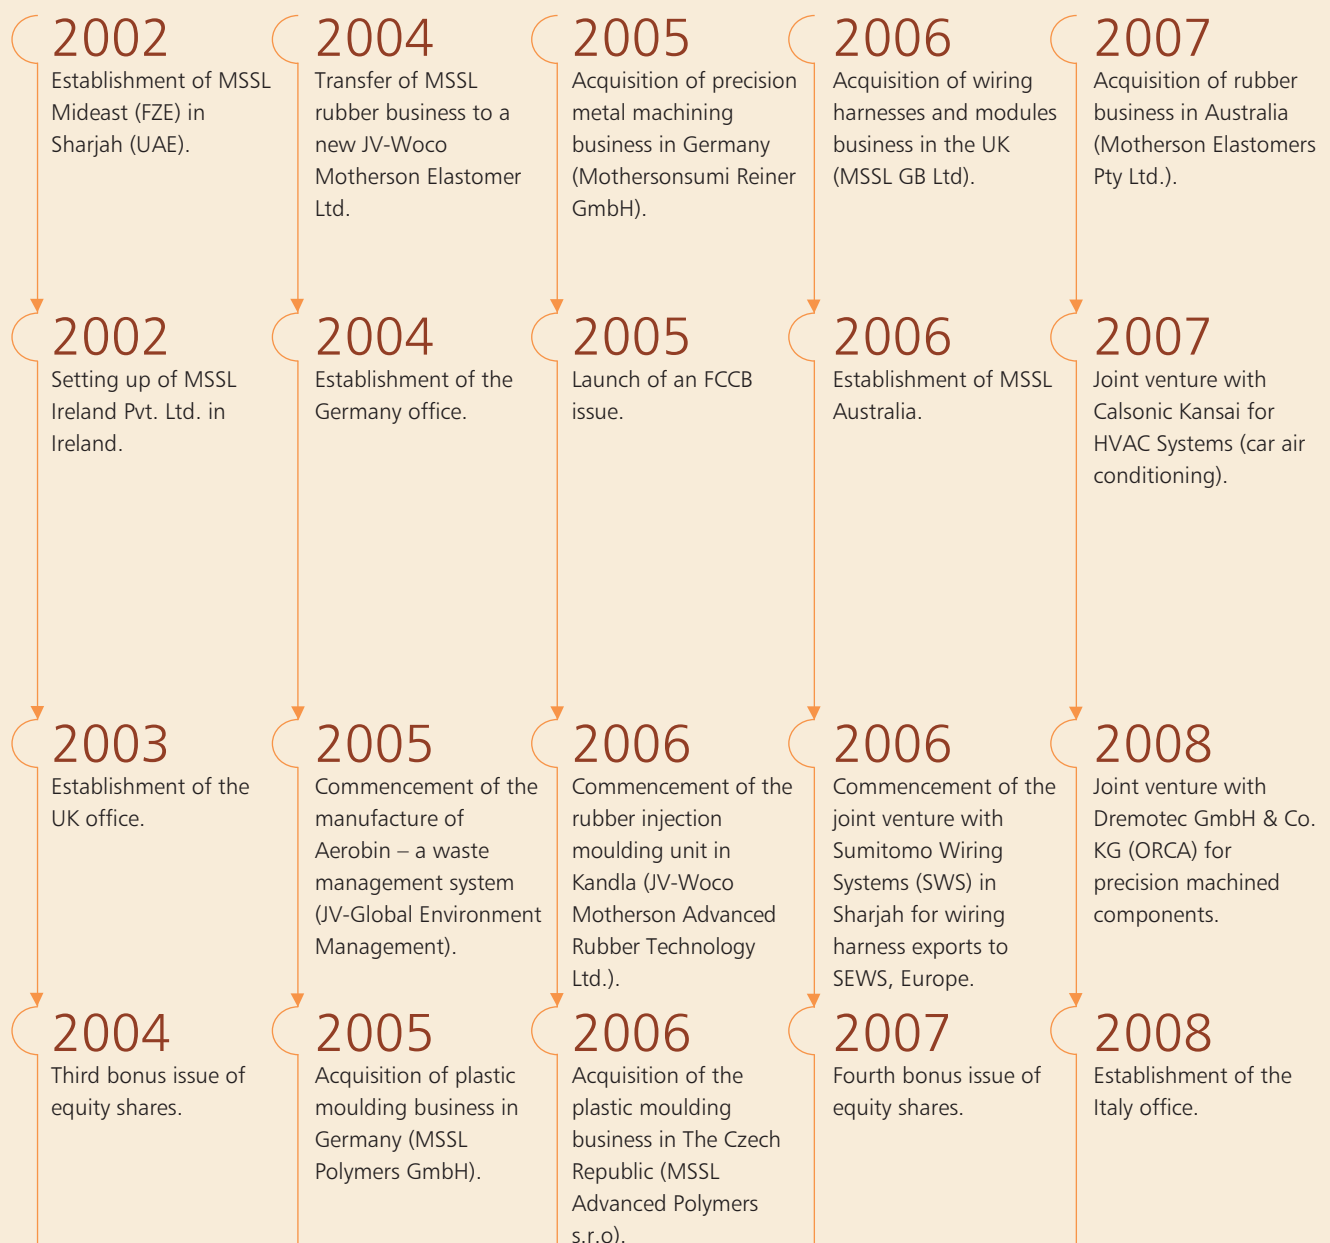 2002
Establishment of MSSL
Mideast (FZE) in
Sharjah (UAE).
2002
Setting up of MSSL
Ireland Pvt. Ltd. in
Ireland.
2003
Establishment of the
UK office.
2004
Third bonus issue of
equity shares.
2004
Transfer of MSSL
rubber business to a
new JV-Woco
Motherson Elastomer
Ltd.
2004
Establishment of the
Germany office.
2005
Commencement of the
manufacture of
Aerobin – a waste
management system
(JV-Global Environment
Management).
2005
Acquisition of plastic
moulding business in
Germany (MSSL
Polymers GmbH).
2005
Acquisition of precision
metal machining
business in Germany
(Mothersonsumi Reiner
GmbH).
2005
Launch of an FCCB
issue.
2006
Commencement of the
rubber injection
moulding unit in
Kandla (JV-Woco
Motherson Advanced
Rubber Technology
Ltd.).
2006
Acquisition of the
plastic moulding
business in The Czech
Republic (MSSL
Advanced Polymers
s.r.o).
2006
Acquisition of wiring
harnesses and modules
business in the UK
(MSSL GB Ltd).
2006
Establishment of MSSL
Australia.
2006
Commencement of the
joint venture with
Sumitomo Wiring
Systems (SWS) in
Sharjah for wiring
harness exports to
SEWS, Europe.
2007
Fourth bonus issue of
equity shares.
2007
Acquisition of rubber
business in Australia
(Motherson Elastomers
Pty Ltd.).
2007
Joint venture with
Calsonic Kansai for
HVAC Systems (car air
conditioning).
2008
Joint venture with
Dremotec GmbH & Co.
KG (ORCA) for
precision machined
components.
2008
Establishment of the
Italy office.